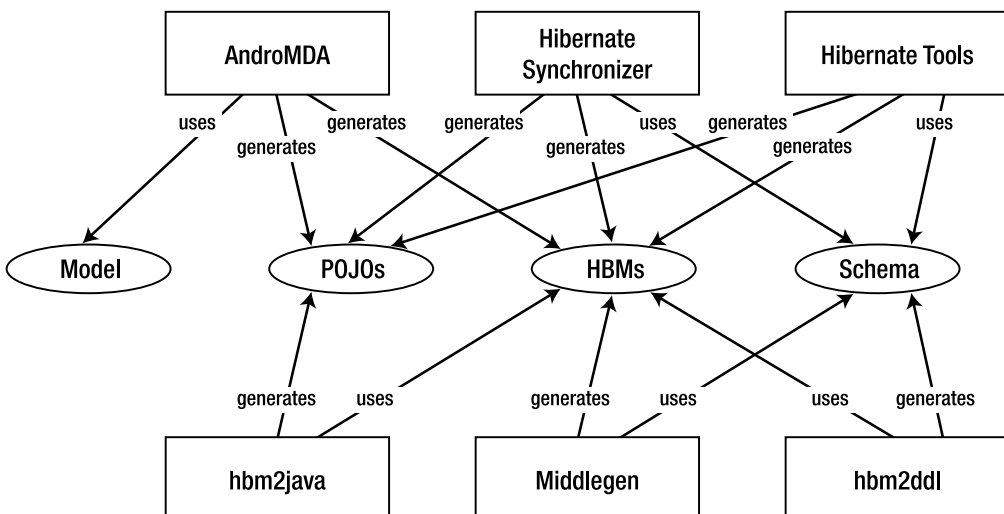 AndroMDA
Hibernate
Synchronizer
Hibernate Tools
uses
generates
generates
generates
generates
uses
generates
generates
uses
Model
POJOs
HBMs
Schema
generates
uses
generates
uses
uses
generates
hbm2java
Middlegen
hbm2ddl